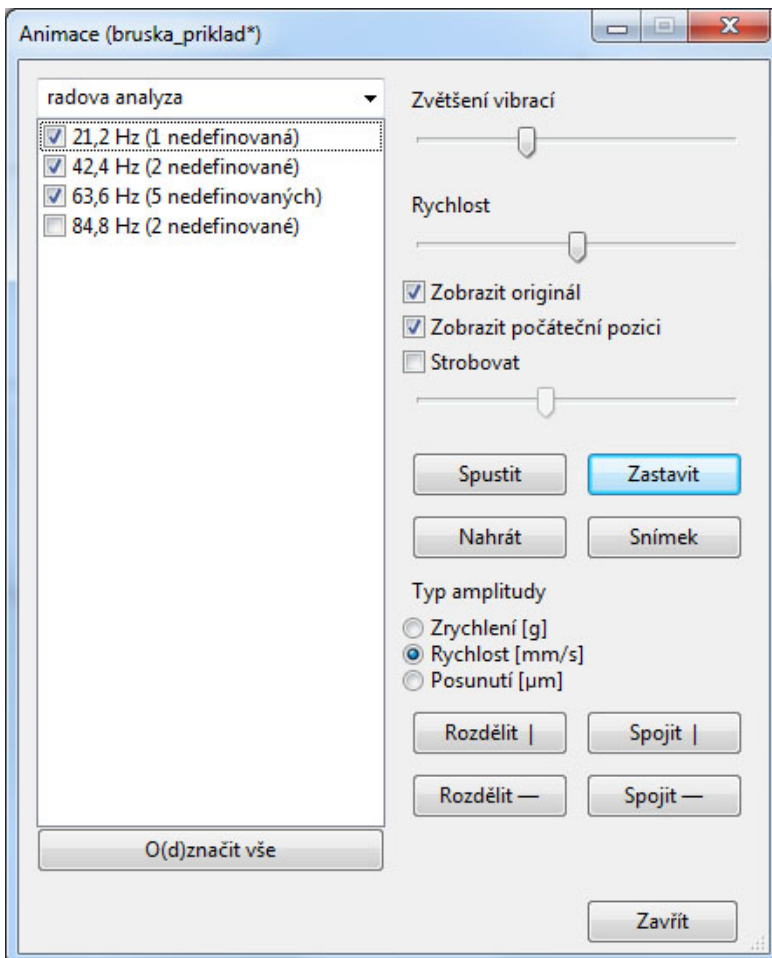 Animace (bruska_priklad*)
radova analyza
21,2 Hz (1 nedefinovaná)
42,4 Hz (2 nedefinované)
63,6 Hz (5 nedefinovaných)
84,8 Hz (2 nedefinované)
O(d)značit vše
Zvětšení vibrací
Rychlost
Zobrazit originál
Zobrazit počáteční pozici
Strobovat
Spustit
Zastavit
Nahrát
Snímek
Typ amplitudy
Zrychlení [g]
Rychlost [mm/s]
Posunutí [µm]
Rozdělit |
Spojit |
Rozdělit —
Spojit —
Zavřít